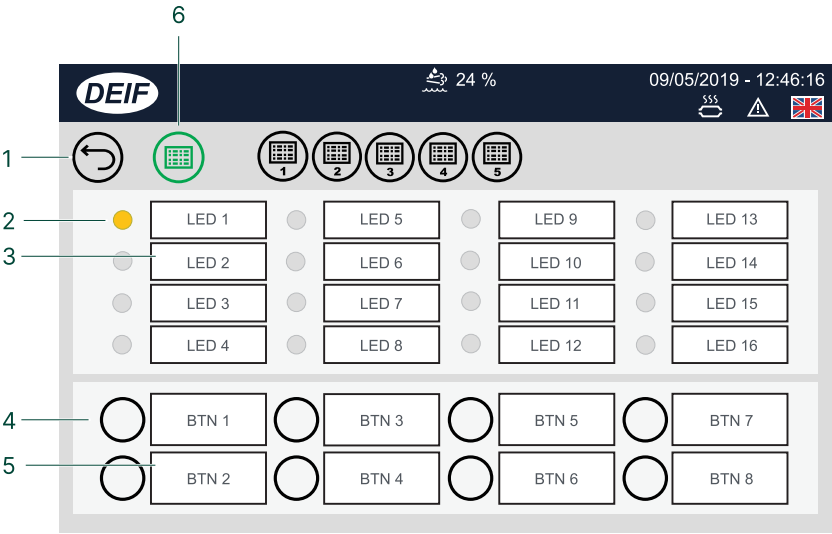 6
DEIF
24 %
09/05/2019 - 12:46:16
1
1 2 3 4 5
2
LED 1 LED 5 LED 9 LED 13
3
LED 2 LED 6 LED 10 LED 14
LED 3 LED 7 LED 11 LED 15
LED 4 LED 8 LED 12 LED 16
4
BTN 1 BTN 3 BTN 5 BTN 7
5
BTN 2 BTN 4 BTN 6 BTN 8